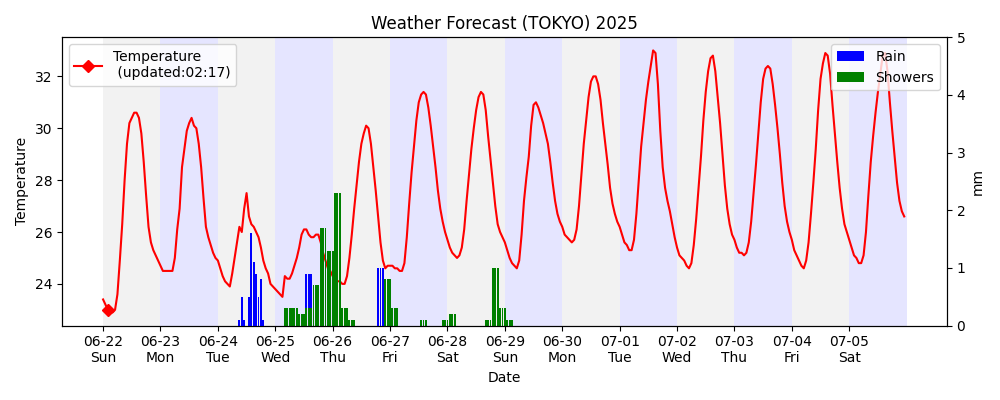 Weather Forecast (TOKYO) 2025
Temperature
(updated:02:17)
Rain
Showers
Temperature
32
30
28
26
24
5
4
3
2
1
0
mm
06-22 06-23 06-24 06-25 06-26 06-27 06-28 06-29 06-30 07-01 07-02 07-03 07-04 07-05
Sun Mon Tue Wed Thu Fri Sat Sun Mon Tue Wed Thu Fri Sat
Date